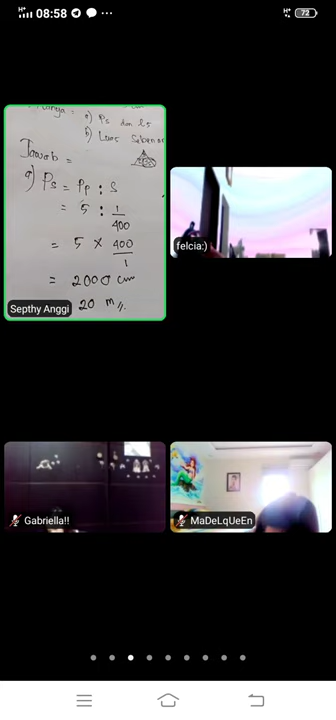 08:58
72
a) Ps dan ls
b) Luas Sebenar
Jawab =
a) Ps = Pp : S
= 5 : 1/400
= 5 × 400/1
= 2000 cm
20 m //
Septhy Anggi
felcia:)
Gabriella!!
MaDeLqUeEn